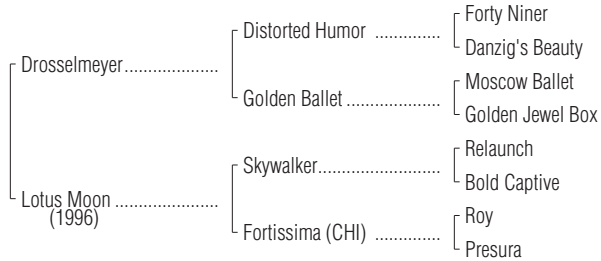 Forty Niner
Distorted Humor ..............
Danzig's Beauty
Drosselmeyer....................
Moscow Ballet
Golden Ballet ....................
Golden Jewel Box
Relaunch
Skywalker..........................
Bold Captive
Lotus Moon ......................
(1996)
Roy
Fortissima (CHI) ..............
Presura